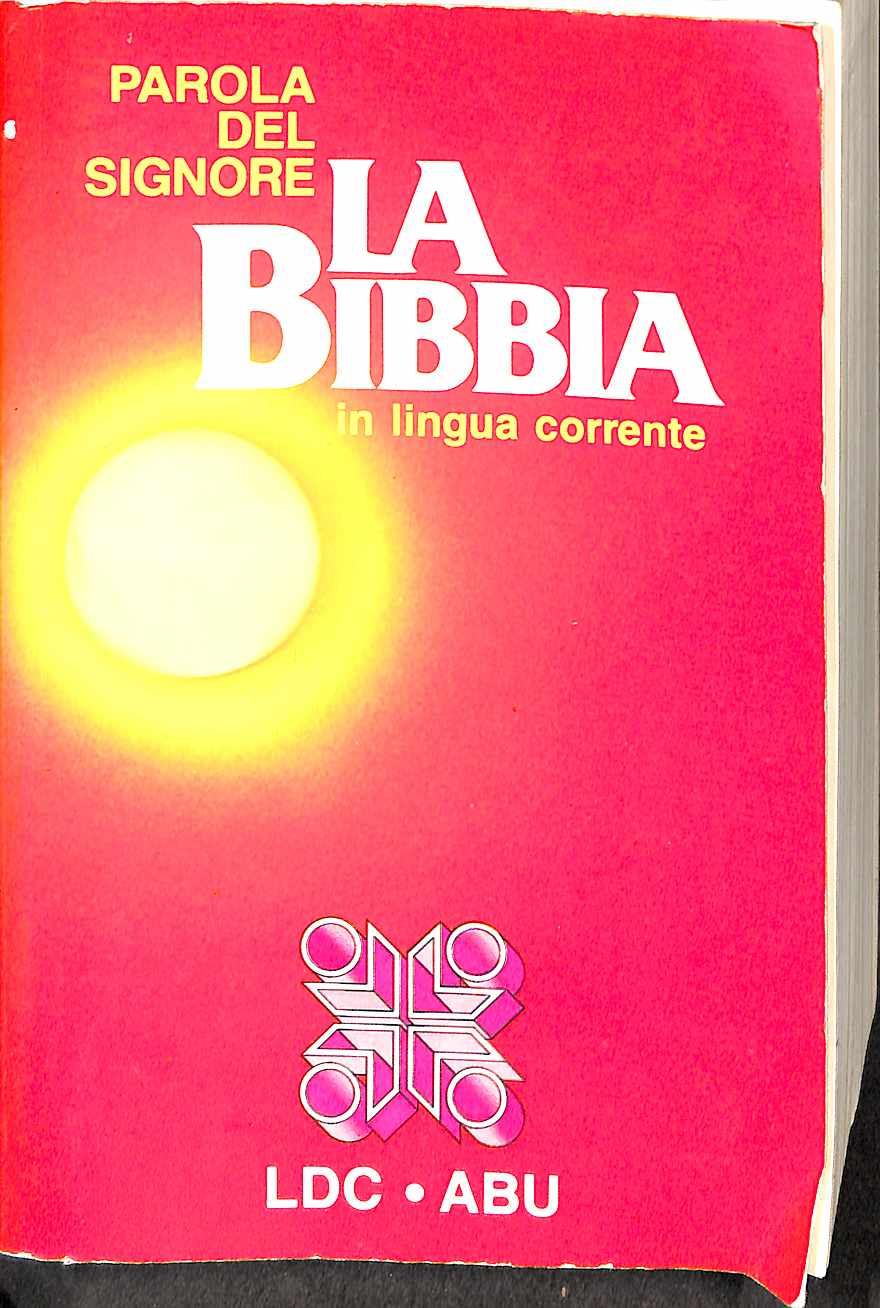 PAROLA
DEL
SIGNORE
LA
BIBBIA
in lingua corrente
LDC • ABU